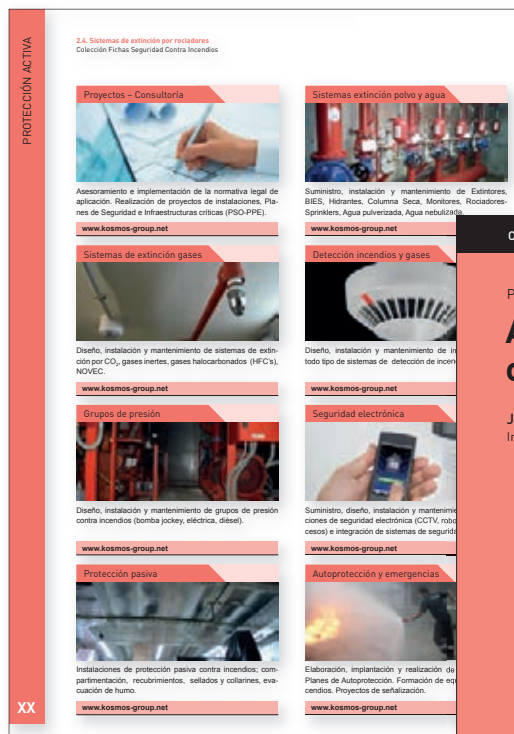 PROTECCIÓN ACTIVA
2.4. Sistemas de extinción por rociadores
Colección Fichas Seguridad Contra Incendios
Proyectos – Consultoría
Asesoramiento e implementación de la normativa legal de
aplicación. Realización de proyectos de instalaciones, Pla-
nes de Seguridad e Infraestructuras críticas (PSO-PPE).
www.kosmos-group.net
Sistemas extinción polvo y agua
Suministro, instalación y mantenimiento de Extintores,
BIES, Hidrantes, Columna Seca, Monitores, Rociadores-
Sprinklers, Agua pulverizada, Agua nebulizada.
www.kosmos-group.net
Sistemas de extinción gases
Diseño, instalación y mantenimiento de sistemas de extin-
ción por CO₂, gases inertes, gases halocarbonados (HFC's),
NOVEC.
www.kosmos-group.net
Detección incendios y gases
Diseño, instalación y mantenimiento de
todo tipo de sistemas de detección de
www.kosmos-group.net
Grupos de presión
Diseño, instalación y mantenimiento de grupos de presión
contra incendios (bomba jockey, eléctrica, diésel).
www.kosmos-group.net
Seguridad electrónica
Suministro, diseño, instalación y
ciones de seguridad electrónica (CCTV,
cesos) e integración de sistemas de
www.kosmos-group.net
Protección pasiva
Instalaciones de protección pasiva contra incendios; com-
partimentación, recubrimientos, sellados y collarines, eva-
cuación de humo.
www.kosmos-group.net
Autoprotección y emergencias
Elaboración, implantación y realización de
Planes de Autoprotección. Formación de
cendios. Proyectos de señalización.
www.kosmos-group.net
XX